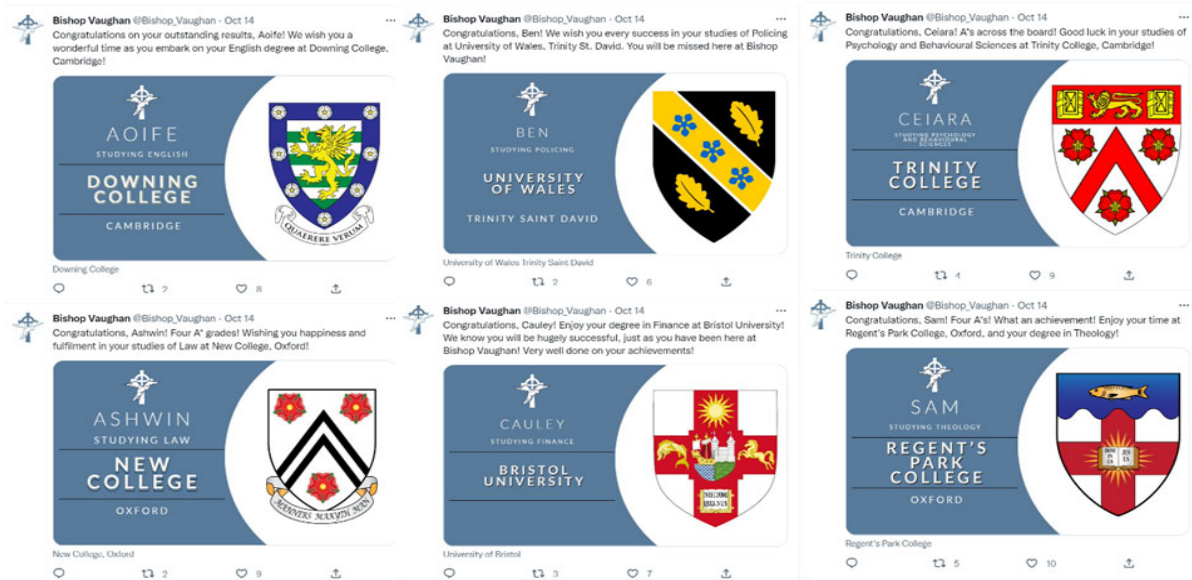 Bishop Vaughan @Bishop_Vaughan · Oct 14
Congratulations on your outstanding results, Aoife! We wish you a
wonderful time as you embark on your English degree at Downing College,
Cambridge!
AOIFE
STUDYING ENGLISH
DOWNING
COLLEGE
CAMBRIDGE
QUAERERE VERUM
Downing College
2
8
Bishop Vaughan @Bishop_Vaughan · Oct 14
Congratulations, Ben! We wish you every success in your studies of Policing
at University of Wales, Trinity St. David. You will be missed here at Bishop
Vaughan!
BEN
STUDYING POLICING
UNIVERSITY
OF WALES
TRINITY SAINT DAVID
University of Wales Trinity Saint David
2
6
Bishop Vaughan @Bishop_Vaughan · Oct 14
Congratulations, Ceiara! A*s across the board! Good luck in your studies of
Psychology and Behavioural Sciences at Trinity College, Cambridge!
CEIARA
STUDYING PSYCHOLOGY
AND BEHAVIOURAL
SCIENCES
TRINITY
COLLEGE
CAMBRIDGE
Trinity College
4
9
Bishop Vaughan @Bishop_Vaughan · Oct 14
Congratulations, Ashwin! Four A* grades! Wishing you happiness and
fulfilment in your studies of Law at New College, Oxford!
ASHWIN
STUDYING LAW
NEW
COLLEGE
OXFORD
MANNERS MAKYTH MAN
New College, Oxford
2
9
Bishop Vaughan @Bishop_Vaughan · Oct 14
Congratulations, Cauley! Enjoy your degree in Finance at Bristol University!
We know you will be hugely successful, just as you have been here at
Bishop Vaughan! Very well done on your achievements!
CAULEY
STUDYING FINANCE
BRISTOL
UNIVERSITY
University of Bristol
3
7
Bishop Vaughan @Bishop_Vaughan · Oct 14
Congratulations, Sam! Four A's! What an achievement! Enjoy your time at
Regent's Park College, Oxford, and your degree in Theology!
SAM
STUDYING THEOLOGY
REGENT'S
PARK
COLLEGE
OXFORD
Regent's Park College
5
10